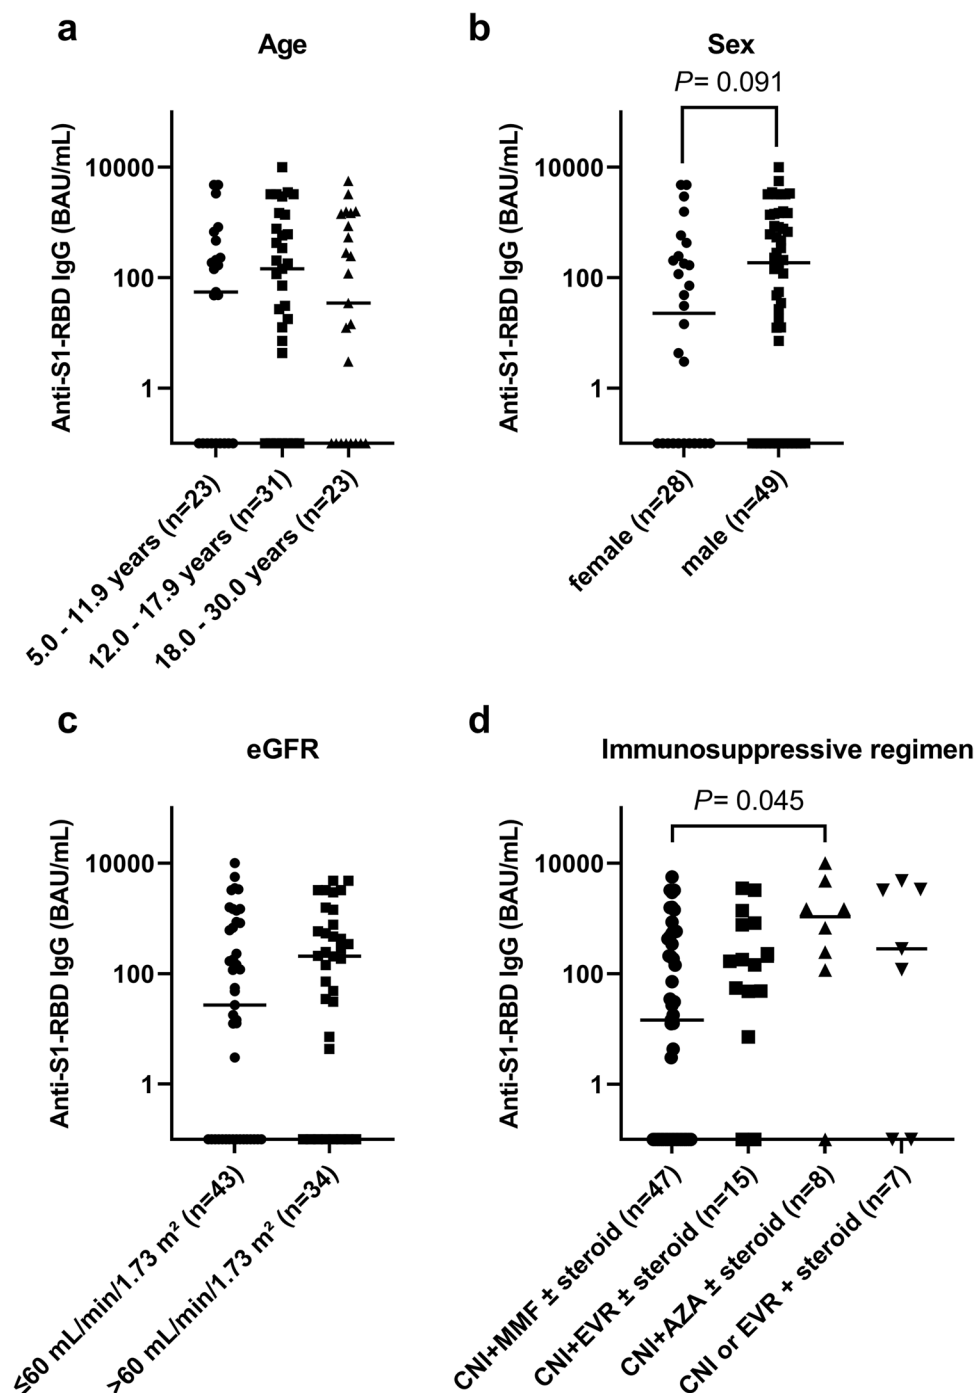 a
Age
Anti-S1-RBD IgG (BAU/mL)
10000
100
1
5.0 - 11.9 years (n=23)
12.0 - 17.9 years (n=31)
18.0 - 30.0 years (n=23)
b
Sex
P= 0.091
Anti-S1-RBD IgG (BAU/mL)
10000
100
1
female (n=28)
male (n=49)
c
eGFR
Anti-S1-RBD IgG (BAU/mL)
10000
100
1
≤60 mL/min/1.73 m² (n=43)
>60 mL/min/1.73 m² (n=34)
d
Immunosuppressive regimen
P= 0.045
Anti-S1-RBD IgG (BAU/mL)
10000
100
1
CNI+MMF ± steroid (n=47)
CNI+EVR ± steroid (n=15)
CNI+AZA ± steroid (n=8)
CNI or EVR + steroid (n=7)